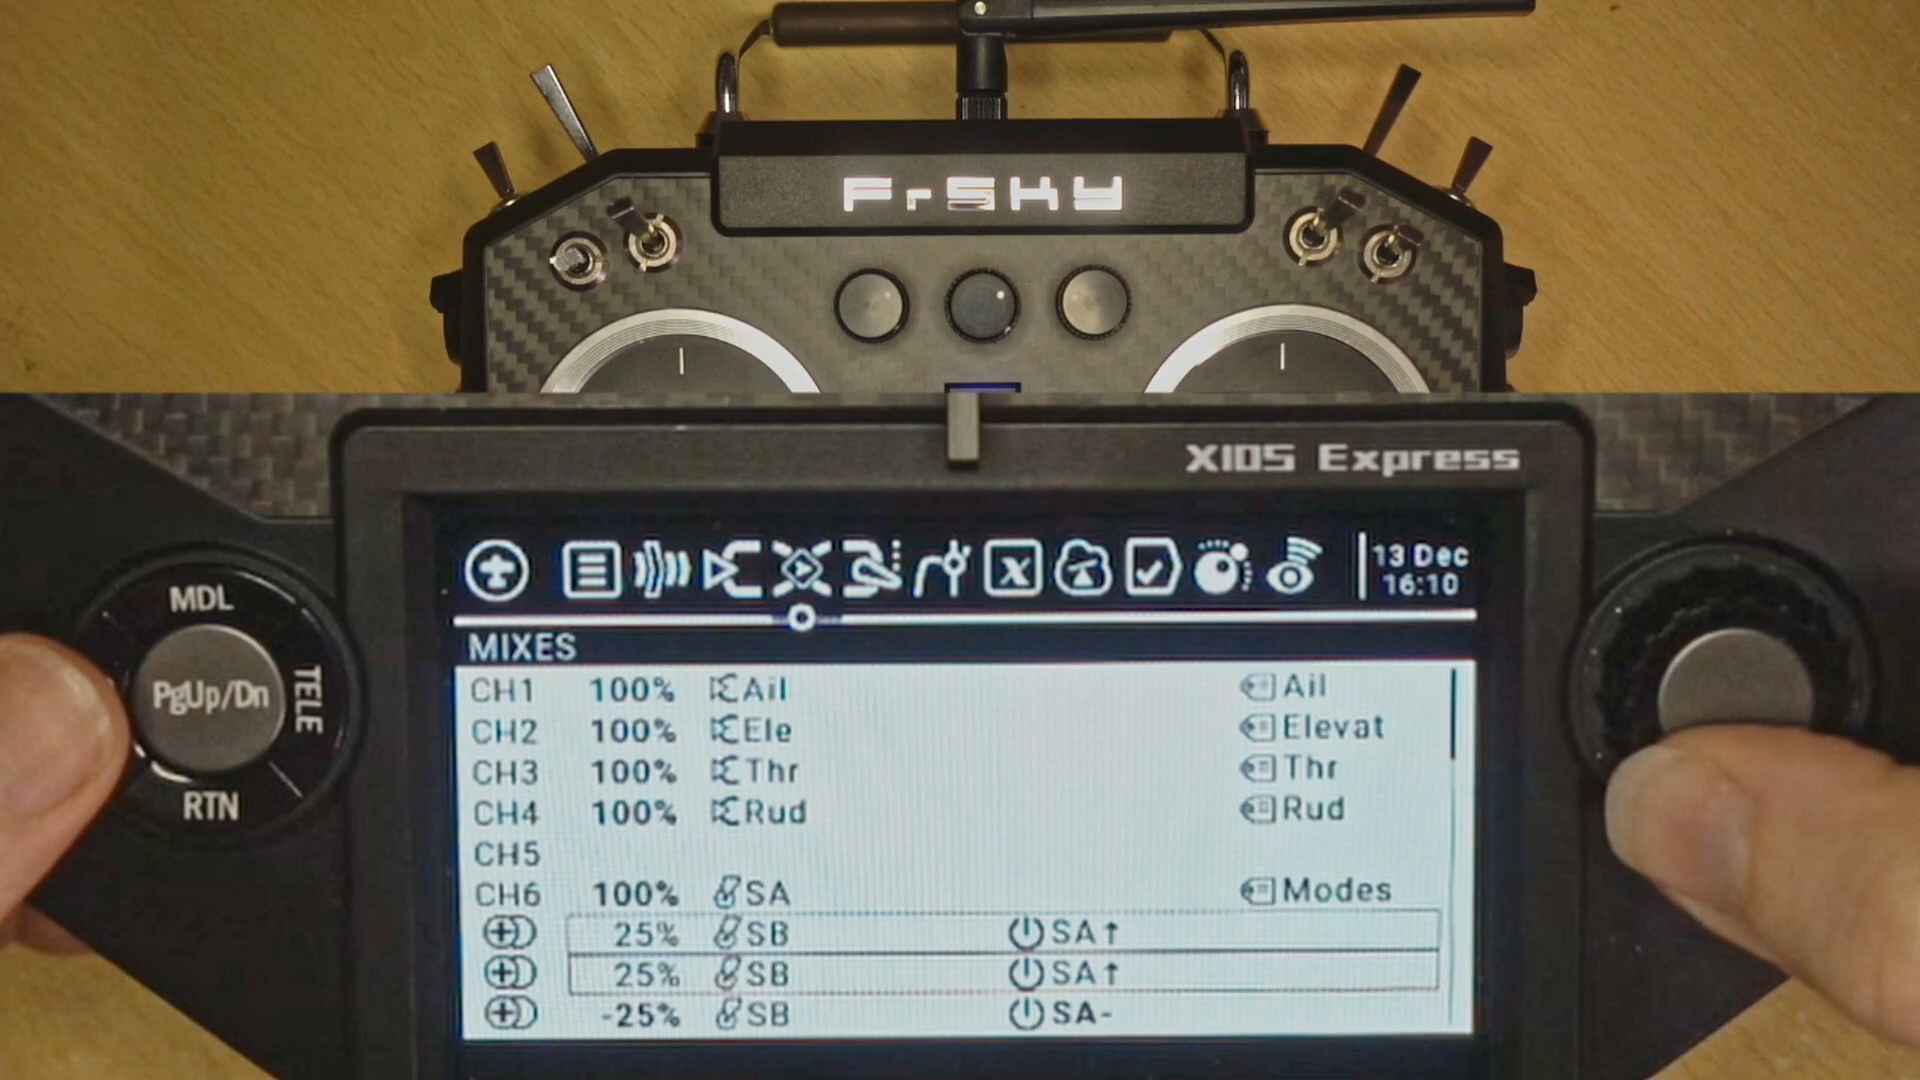 FrSKY
X10S Express
MDL
PgUp/Dn
TELE
RTN
13 Dec
16:10
MIXES
CH1 100% Ail Ail
CH2 100% Ele Elevat
CH3 100% Thr Thr
CH4 100% Rud Rud
CH5
CH6 100% SA Modes
25% SB SA↑
25% SB SA↑
-25% SB SA-